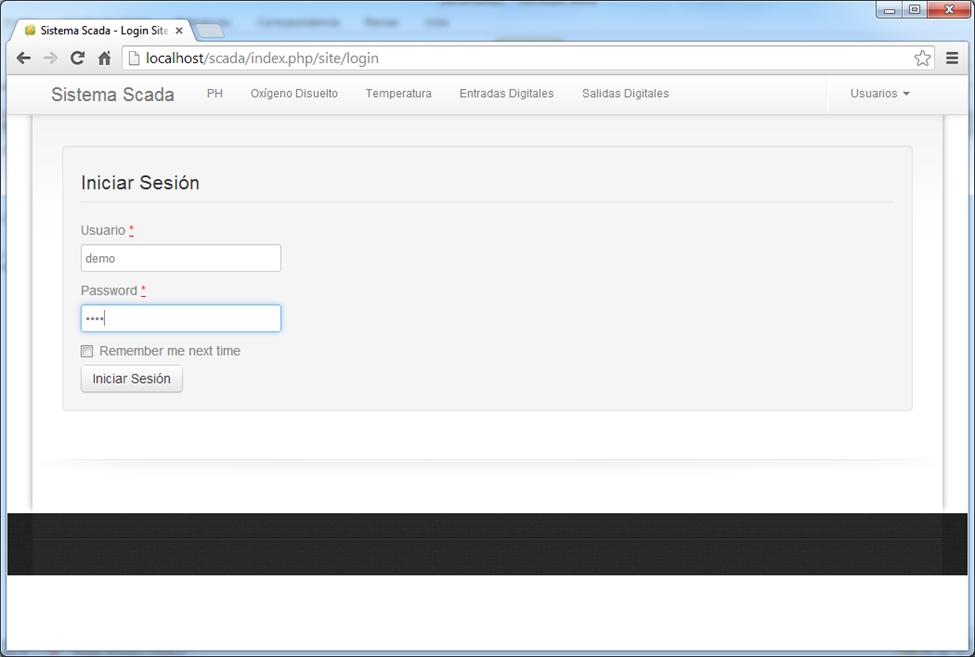 Sistema Scada - Login Site
localhost/scada/index.php/site/login
Sistema Scada PH Oxígeno Disuelto Temperatura Entradas Digitales Salidas Digitales Usuarios
Iniciar Sesión
Usuario *
demo
Password *
••••
Remember me next time
Iniciar Sesión